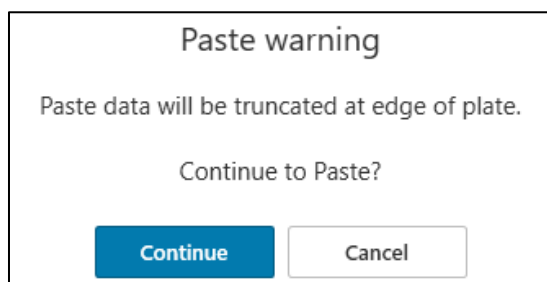 Paste warning
Paste data will be truncated at edge of plate.
Continue to Paste?
Continue
Cancel